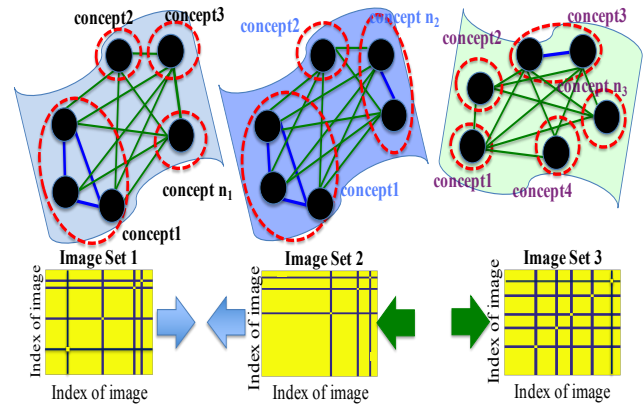 concept2
concept3
concept n1
concept1
concept2
concept n2
concept1
concept2
concept3
concept n3
concept1
concept4
Image Set 1
Image Set 2
Image Set 3
Index of image
Index of image
Index of image
Index of image
Index of image
Index of image